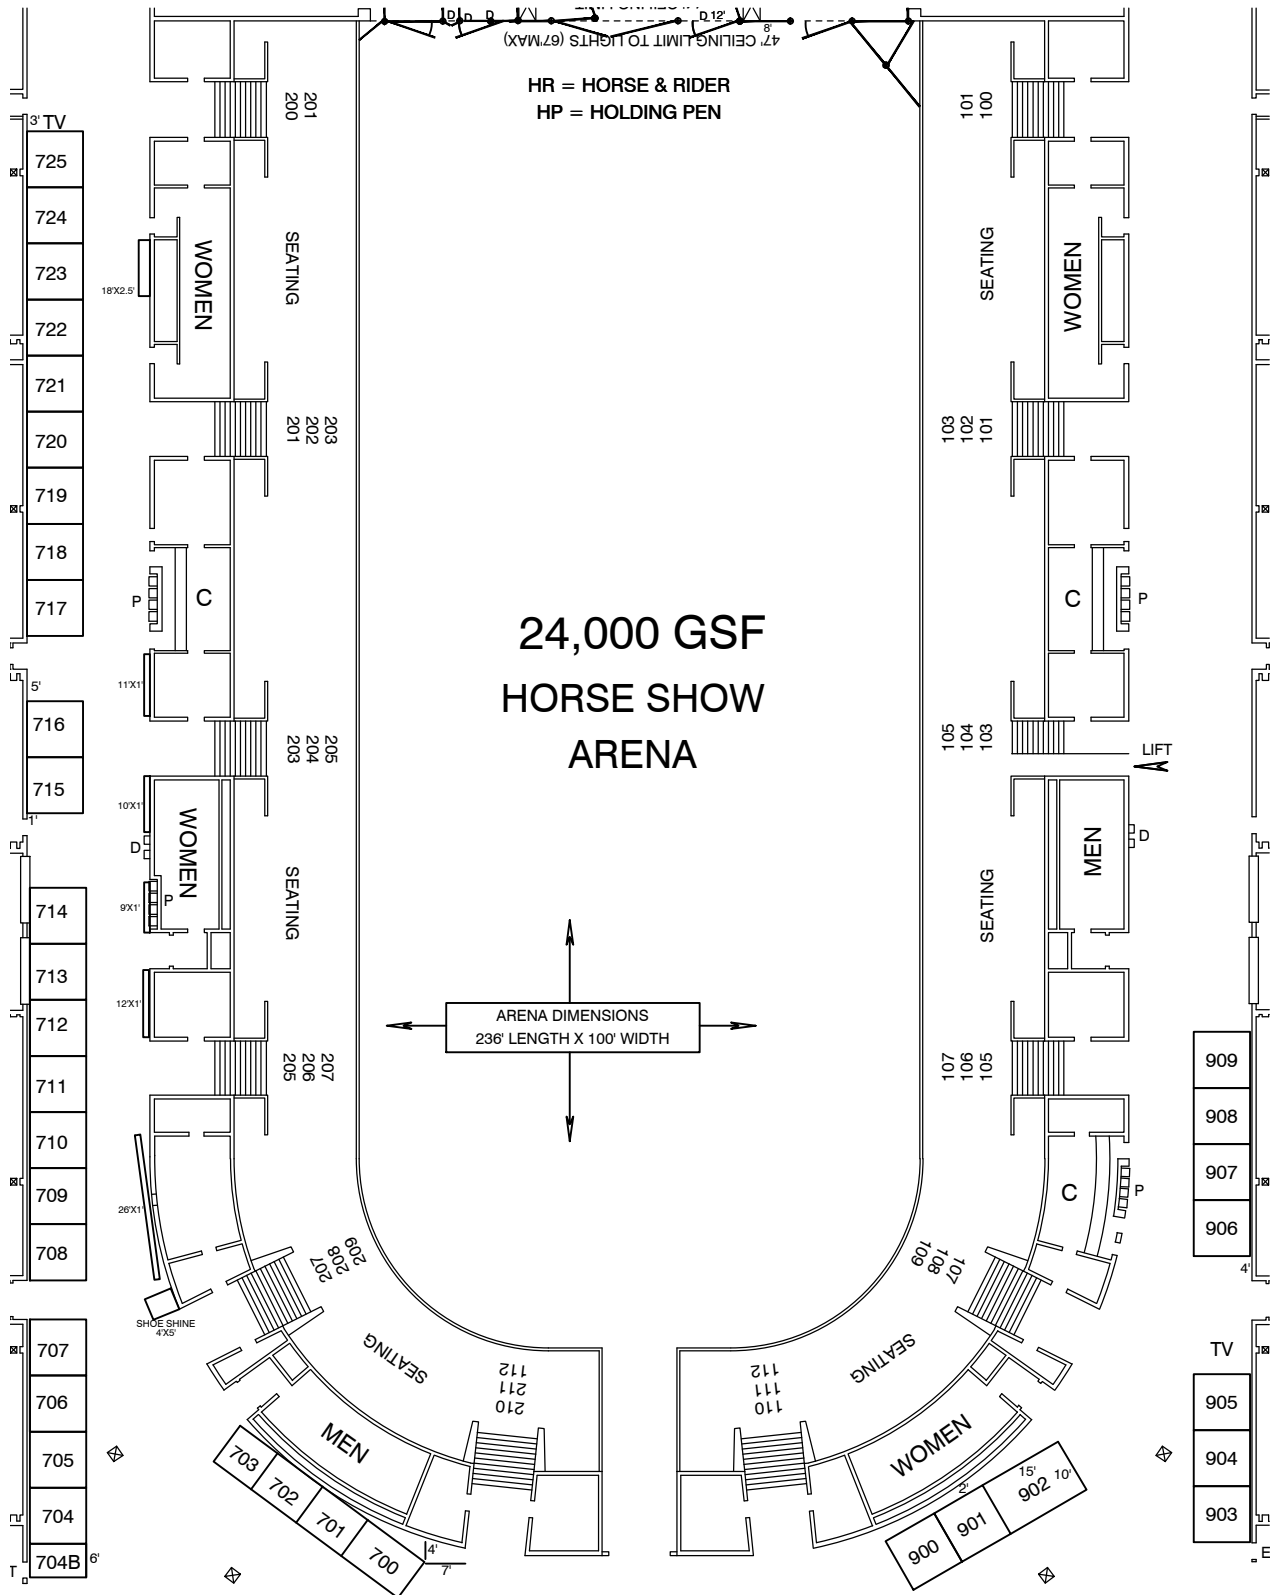 D
D
D
D 12'
8'
47' CEILING LIMIT TO LIGHTS (67'MAX)
HR = HORSE & RIDER
HP = HOLDING PEN
201
200
101
100
3' TV
725
724
723
722
721
720
719
718
717
18'X2.5'
WOMEN
SEATING
SEATING
WOMEN
203
202
201
103
102
101
P
C
C
P
24,000 GSF
HORSE SHOW
ARENA
5'
716
715
1'
11'X1'
10'X1'
205
204
203
105
104
103
LIFT
D
WOMEN
P
9'X1'
SEATING
SEATING
MEN
D
714
713
712
711
710
709
708
12'X1'
ARENA DIMENSIONS
236' LENGTH X 100' WIDTH
207
206
205
107
106
105
909
908
907
906
4'
26'X1'
C
P
209
208
207
107
108
109
SHOE SHINE
4'X5'
707
706
705
704
704B 6'
SEATING
SEATING
112
211
210
112
111
110
MEN
WOMEN
703
702
701
700
4'
7'
900
901
902
2'
15'
10'
TV
905
904
903
T
E